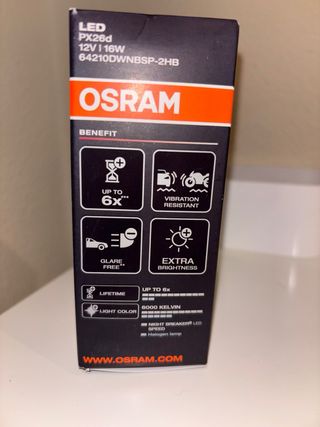 LED
PX26d
12V | 16W
64210DWNBSP-2HB
OSRAM
BENEFIT
UP TO
6x***
VIBRATION
RESISTANT
GLARE
FREE**
EXTRA
BRIGHTNESS
LIFETIME
UP TO 6x
LIGHT COLOR
6000 KELVIN
NIGHT BREAKER® LED
SPEED
Halogen lamp
WWW.OSRAM.COM